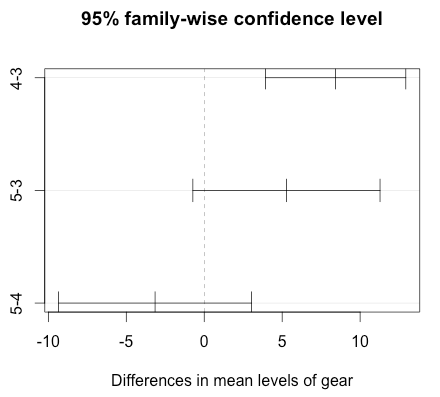 95% family-wise confidence level
4-3
5-3
5-4
-10 -5 0 5 10
Differences in mean levels of gear